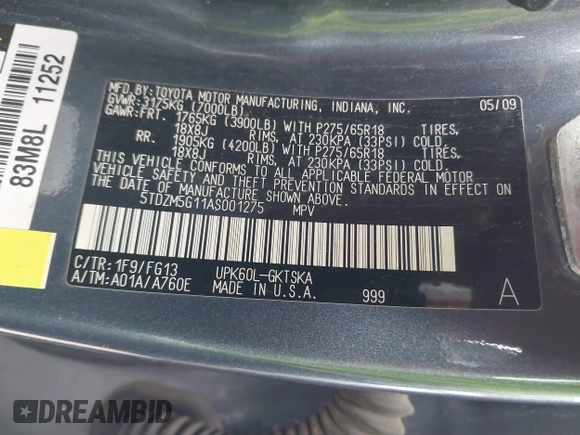 83M8L 11252
MFD.BY:TOYOTA MOTOR MANUFACTURING, INDIANA, INC. 05/09
GVWR:3175KG (7000LB)
GAWR:FRT. 1765KG (3900LB) WITH P275/65R18 TIRES,
18X8J RIMS, AT 230KPA (33PSI) COLD
RR. 1905KG (4200LB) WITH P275/65R18 TIRES,
18X8J RIMS, AT 230KPA (33PSI) COLD
THIS VEHICLE CONFORMS TO ALL APPLICABLE FEDERAL MOTOR
VEHICLE SAFETY STANDARDS IN EFFECT ON THE
DATE OF MANUFACTURE SHOWN ABOVE.
5TDZM5G11AS001275 MPV
C/TR:1F9/FG13 UPK60L-GKTSKA
A/TM:A01A/A760E MADE IN U.S.A. 999 A
DREAMBID